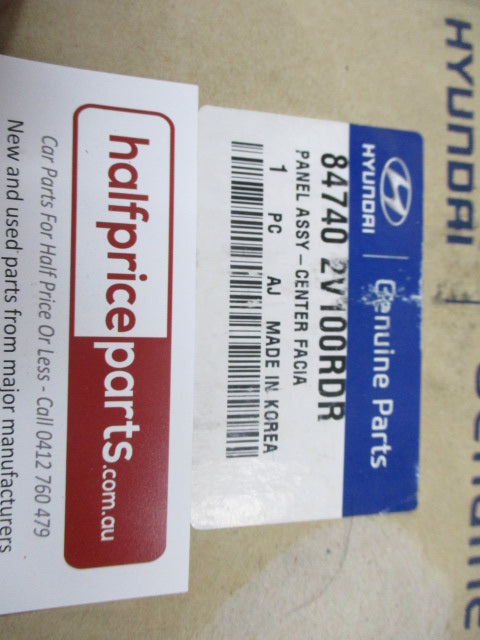 HYUNDAI
Genuine
HYUNDAI | Genuine Parts
84740 2V100RDR
PANEL ASSY-CENTER FACIA
1 PC AJ MADE IN KOREA
halfpriceparts.com.au
Car Parts For Half Price Or Less - Call 0412 760 479
New and used parts from major manufacturers